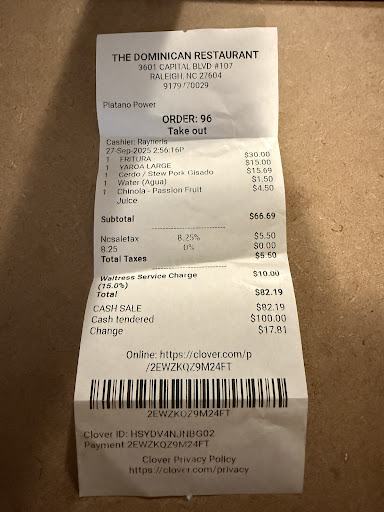 THE DOMINICAN RESTAURANT
3601 CAPITAL BLVD #107
RALEIGH, NC 27604
9179770029
Platano Power
ORDER: 96
Take out
Cashier: Raynelis
27-Sep-2025 2:56:16P
1 FRITURA $30.00
1 YAROA LARGE $15.00
1 Cerdo / Stew Pork Gisado $15.69
1 Water (Agua) $1.50
1 Chinola - Passion Fruit $4.50
Juice
Subtotal $66.69
Ncsaletax 8.25% $5.50
8.25 0% $0.00
Total Taxes $5.50
Waitress Service Charge $10.00
(15.0%)
Total $82.19
CASH SALE $82.19
Cash tendered $100.00
Change $17.81
Online: https://clover.com/p
/2EWZKQZ9M24FT
2EWZKQZ9M24FT
Clover ID: HSYDV4NJNBG02
Payment 2EWZKQZ9M24FT
Clover Privacy Policy
https://clover.com/privacy